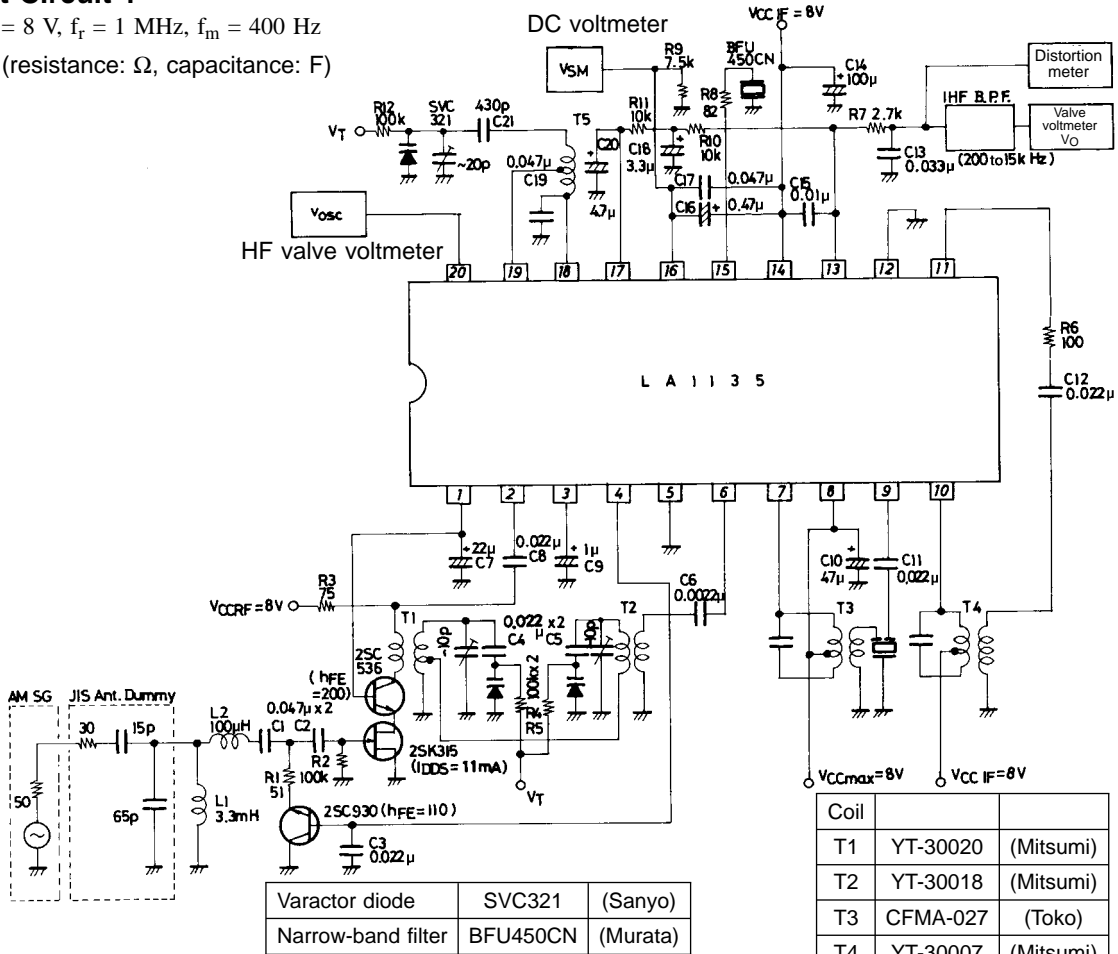 t Circuit 1
= 8 V, fr = 1 MHz, fm = 400 Hz
(resistance: Ω, capacitance: F)
DC voltmeter
VSM
R9
7.5k
BFU
450CN
VCC IF = 8V
C14
100μ
Distortion
meter
IHF B.P.F.
Valve
voltmeter
VO
(200 to 15k Hz)
R12
100k
SVC
321
430p
C21
VT
~20p
T5
0.047μ
C19
C20
4.7μ
R11
10k
C18
3.3μ
R10
10k
R8
82
R7 2.7k
C13
0.033μ
C17
0.047μ
C16
0.47μ
C15
0.01μ
Vosc
HF valve voltmeter
20
19
18
17
16
15
14
13
12
11
LA1135
R6
100
C12
0.022μ
1
2
3
4
5
6
7
8
9
10
22μ
C7
0.022μ
C8
1μ
C9
R3
75
VCCRF = 8V
T1
~10p
0.022 x 2
μ
C4
C5
~10p
T2
C6
0.0022μ
C10
47μ
C11
0.022μ
T3
T4
2SC
536
(hFE
=200)
100k x 2
R4
R5
VT
2SK315
(IDDS = 11mA)
AM SG
JIS Ant. Dummy
50
30
15p
65p
L2
100μH
L1
3.3mH
0.047μ x 2
C1
C2
R1
51
R2
100k
2SC930 (hFE = 110)
C3
0.022μ
VCCmax = 8V
VCC IF = 8V
Varactor diode SVC321 (Sanyo)
Narrow-band filter BFU450CN (Murata)
Coil
T1 YT-30020 (Mitsumi)
T2 YT-30018 (Mitsumi)
T3 CFMA-027 (Toko)
T4 YT-30007 (Mitsumi)